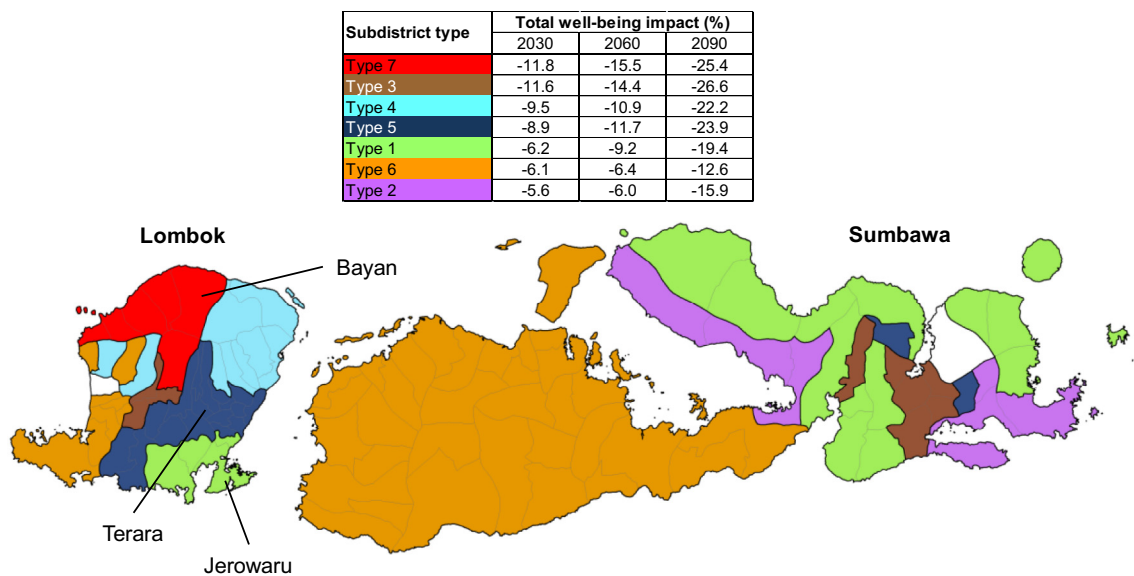 Subdistrict type Total well-being impact (%)
2030 2060 2090
Type 7 -11.8 -15.5 -25.4
Type 3 -11.6 -14.4 -26.6
Type 4 -9.5 -10.9 -22.2
Type 5 -8.9 -11.7 -23.9
Type 1 -6.2 -9.2 -19.4
Type 6 -6.1 -6.4 -12.6
Type 2 -5.6 -6.0 -15.9
Lombok
Sumbawa
Bayan
Terara
Jerowaru